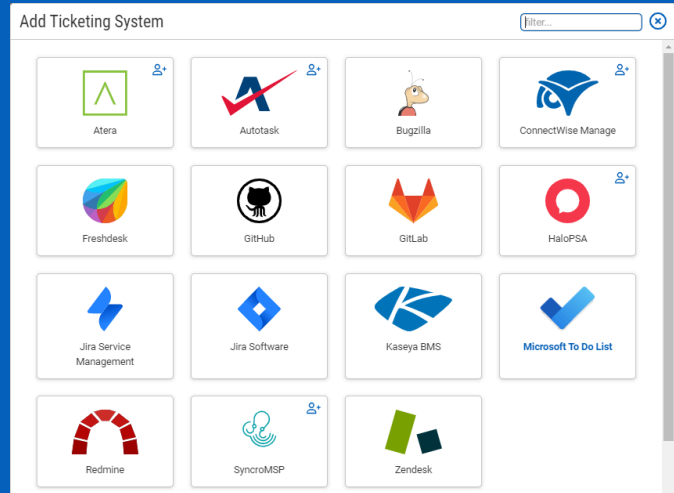 Add Ticketing System
filter...
Atera
Autotask
Bugzilla
ConnectWise Manage
Freshdesk
GitHub
GitLab
HaloPSA
Jira Service
Management
Jira Software
Kaseya BMS
Microsoft To Do List
Redmine
SyncroMSP
Zendesk